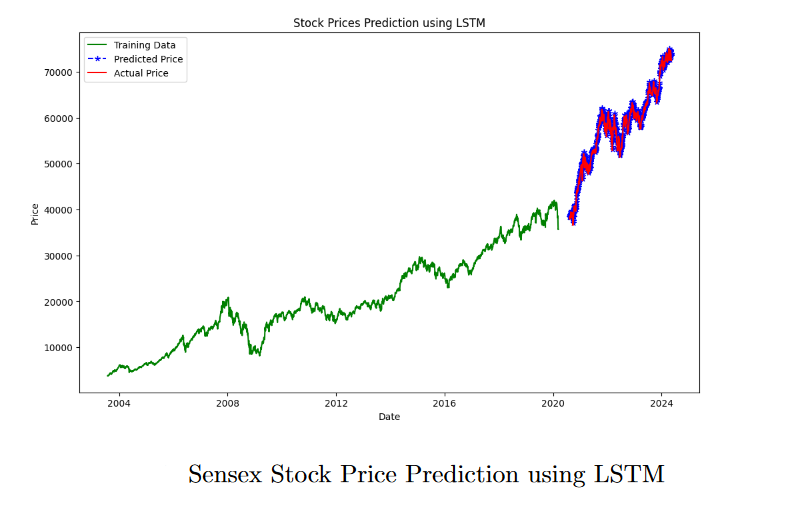 Stock Prices Prediction using LSTM
Training Data
Predicted Price
Actual Price
70000
60000
50000
40000
30000
20000
10000
Price
2004 2008 2012 2016 2020 2024
Date
Sensex Stock Price Prediction using LSTM